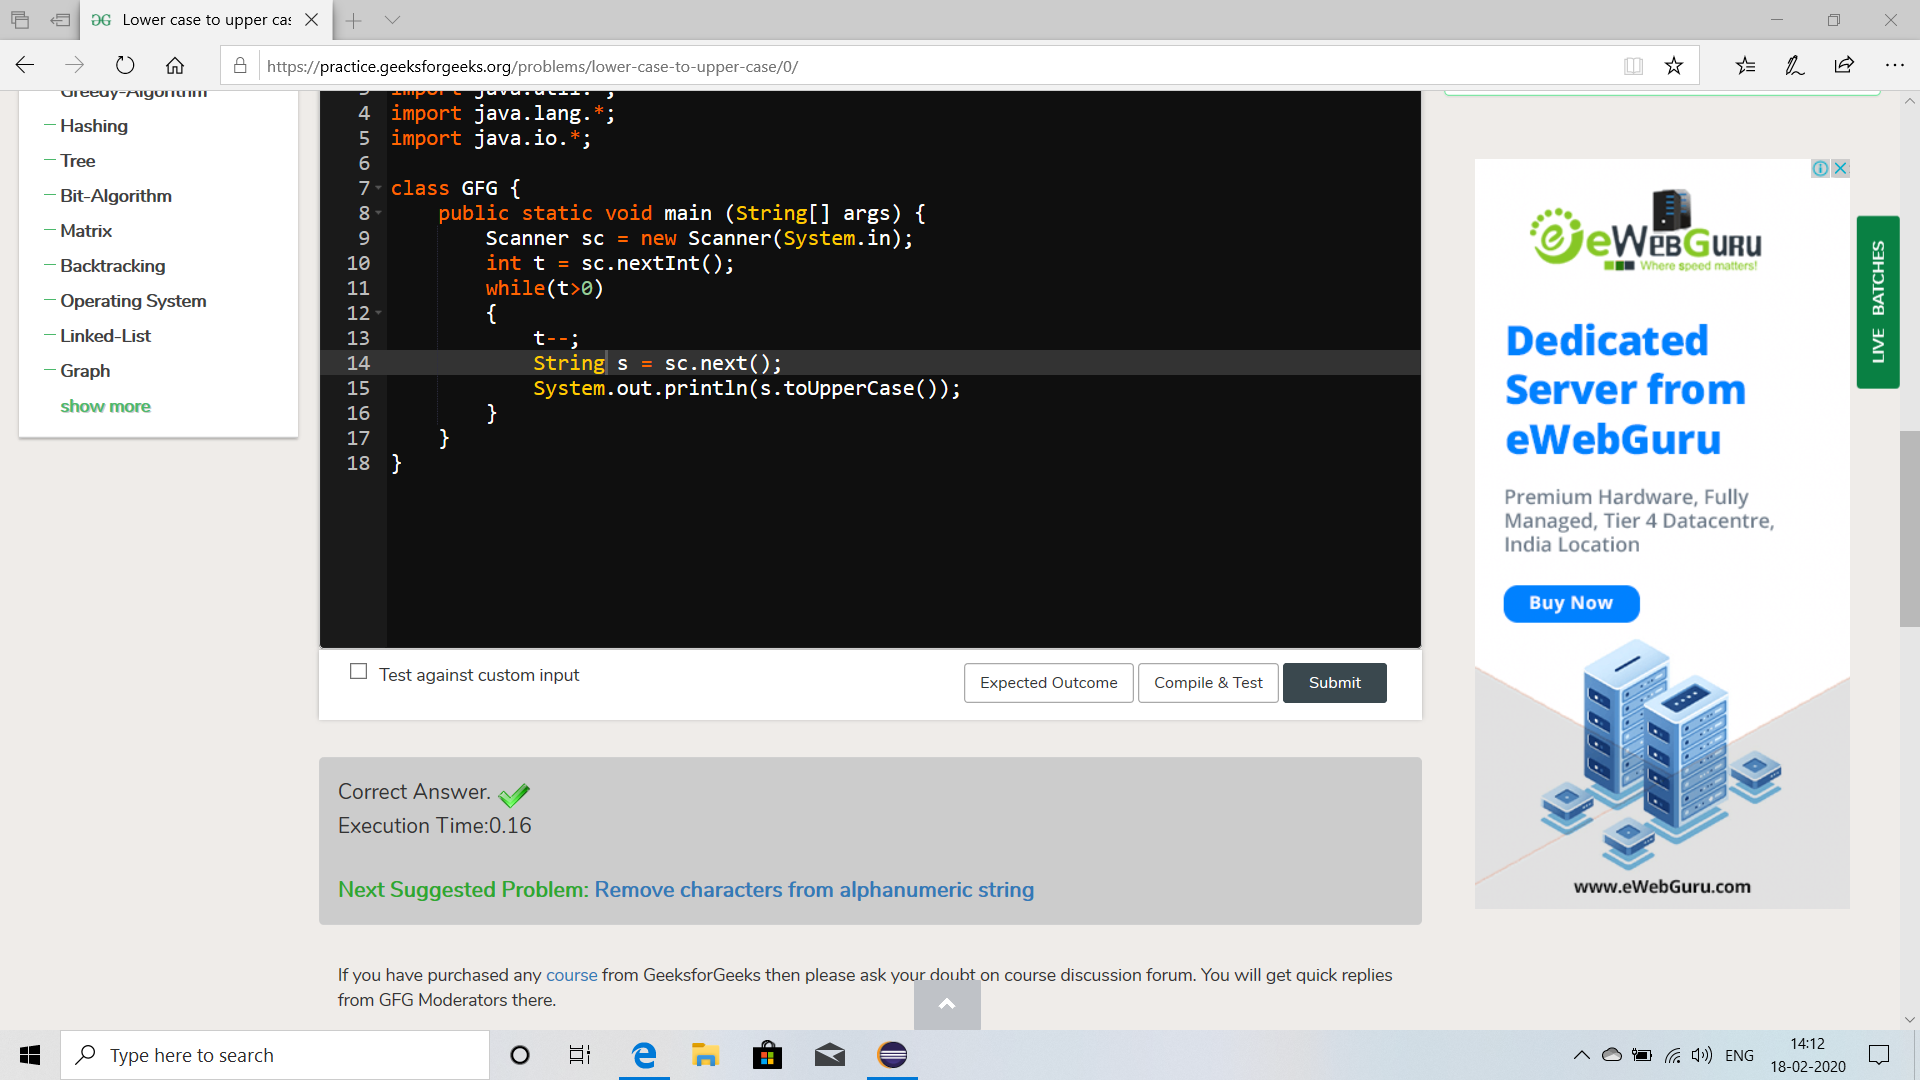 Lower case to upper cas
https://practice.geeksforgeeks.org/problems/lower-case-to-upper-case/0/
Greedy-Algorithm
Hashing
Tree
Bit-Algorithm
Matrix
Backtracking
Operating System
Linked-List
Graph
show more
3 import java.util.*;
4 import java.lang.*;
5 import java.io.*;
6
7 class GFG {
8 public static void main (String[] args) {
9 Scanner sc = new Scanner(System.in);
10 int t = sc.nextInt();
11 while(t>0)
12 {
13 t--;
14 String s = sc.next();
15 System.out.println(s.toUpperCase());
16 }
17 }
18 }
Test against custom input
Expected Outcome
Compile & Test
Submit
Correct Answer.
Execution Time:0.16
Next Suggested Problem: Remove characters from alphanumeric string
If you have purchased any course from GeeksforGeeks then please ask your doubt on course discussion forum. You will get quick replies
from GFG Moderators there.
eWebGuru
Where speed matters!
Dedicated
Server from
eWebGuru
Premium Hardware, Fully
Managed, Tier 4 Datacentre,
India Location
Buy Now
www.eWebGuru.com
LIVE BATCHES
Type here to search
ENG
14:12
18-02-2020